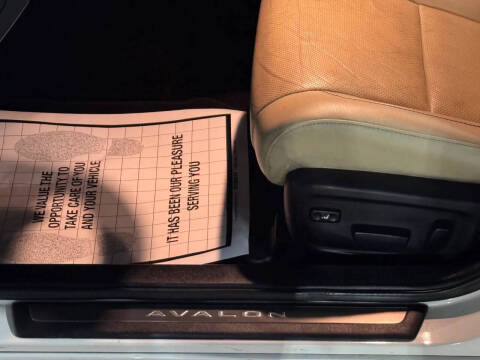 WE VALUE THE
OPPORTUNITY TO
TAKE CARE OF YOU
AND YOUR VEHICLE
IT HAS BEEN OUR PLEASURE
SERVING YOU
AVALON